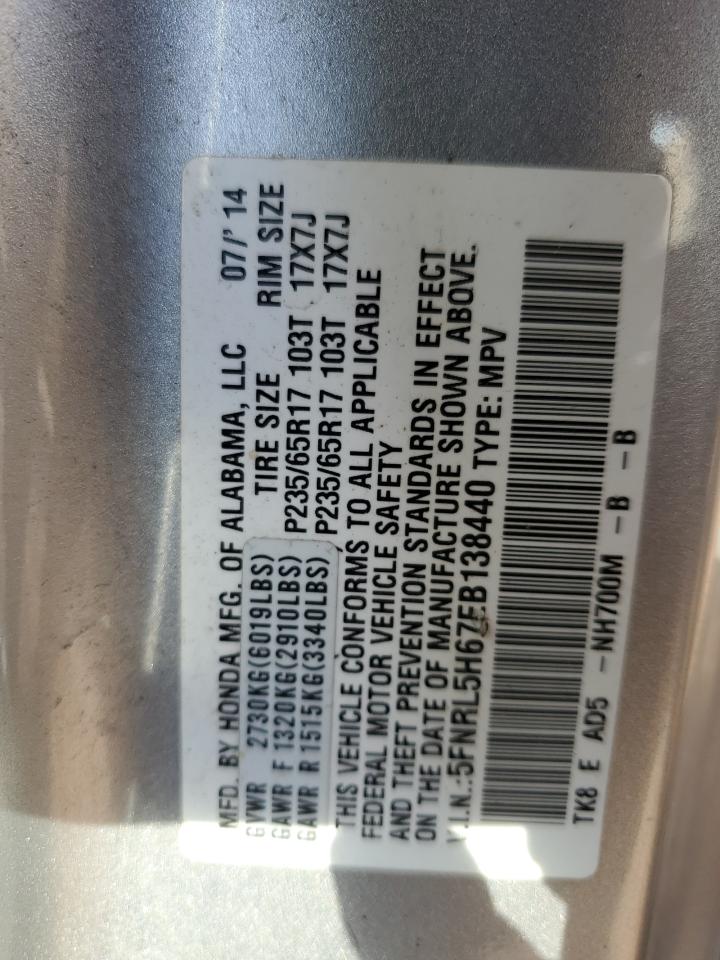 MFD. BY HONDA MFG. OF ALABAMA, LLC 07/' 14
GVWR 2730KG(6019LBS) TIRE SIZE RIM SIZE
GAWR F 1320KG(2910LBS) P235/65R17 103T 17X7J
GAWR R 1515KG(3340LBS) P235/65R17 103T 17X7J
THIS VEHICLE CONFORMS TO ALL APPLICABLE
FEDERAL MOTOR VEHICLE SAFETY
AND THEFT PREVENTION STANDARDS IN EFFECT
ON THE DATE OF MANUFACTURE SHOWN ABOVE.
V.I.N.: TYPE: MPV
TK8 E AD5 -NH700M -B -B